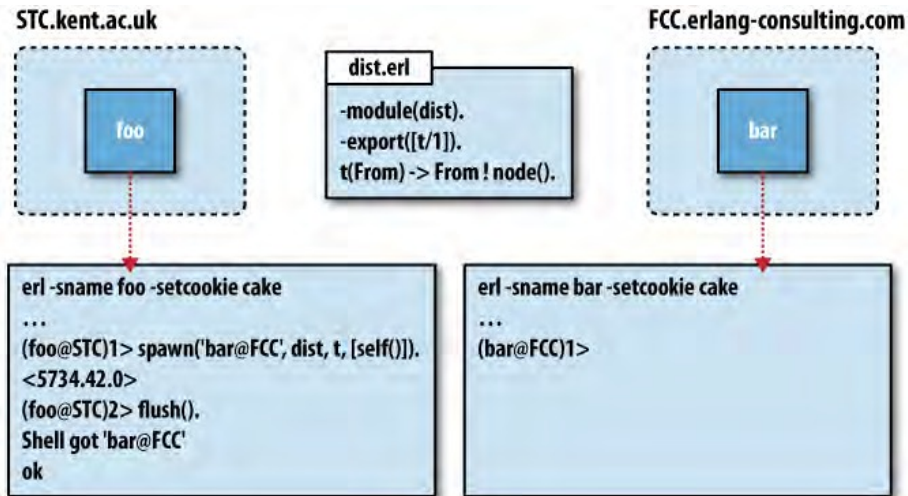 STC.kent.ac.uk
FCC.erlang-consulting.com
foo
dist.erl
-module(dist).
-export([t/1]).
t(From) -> From ! node().
bar
erl -sname foo -setcookie cake
...
(foo@STC)1> spawn('bar@FCC', dist, t, [self()]).
<5734.42.0>
(foo@STC)2> flush().
Shell got 'bar@FCC'
ok
erl -sname bar -setcookie cake
...
(bar@FCC)1>